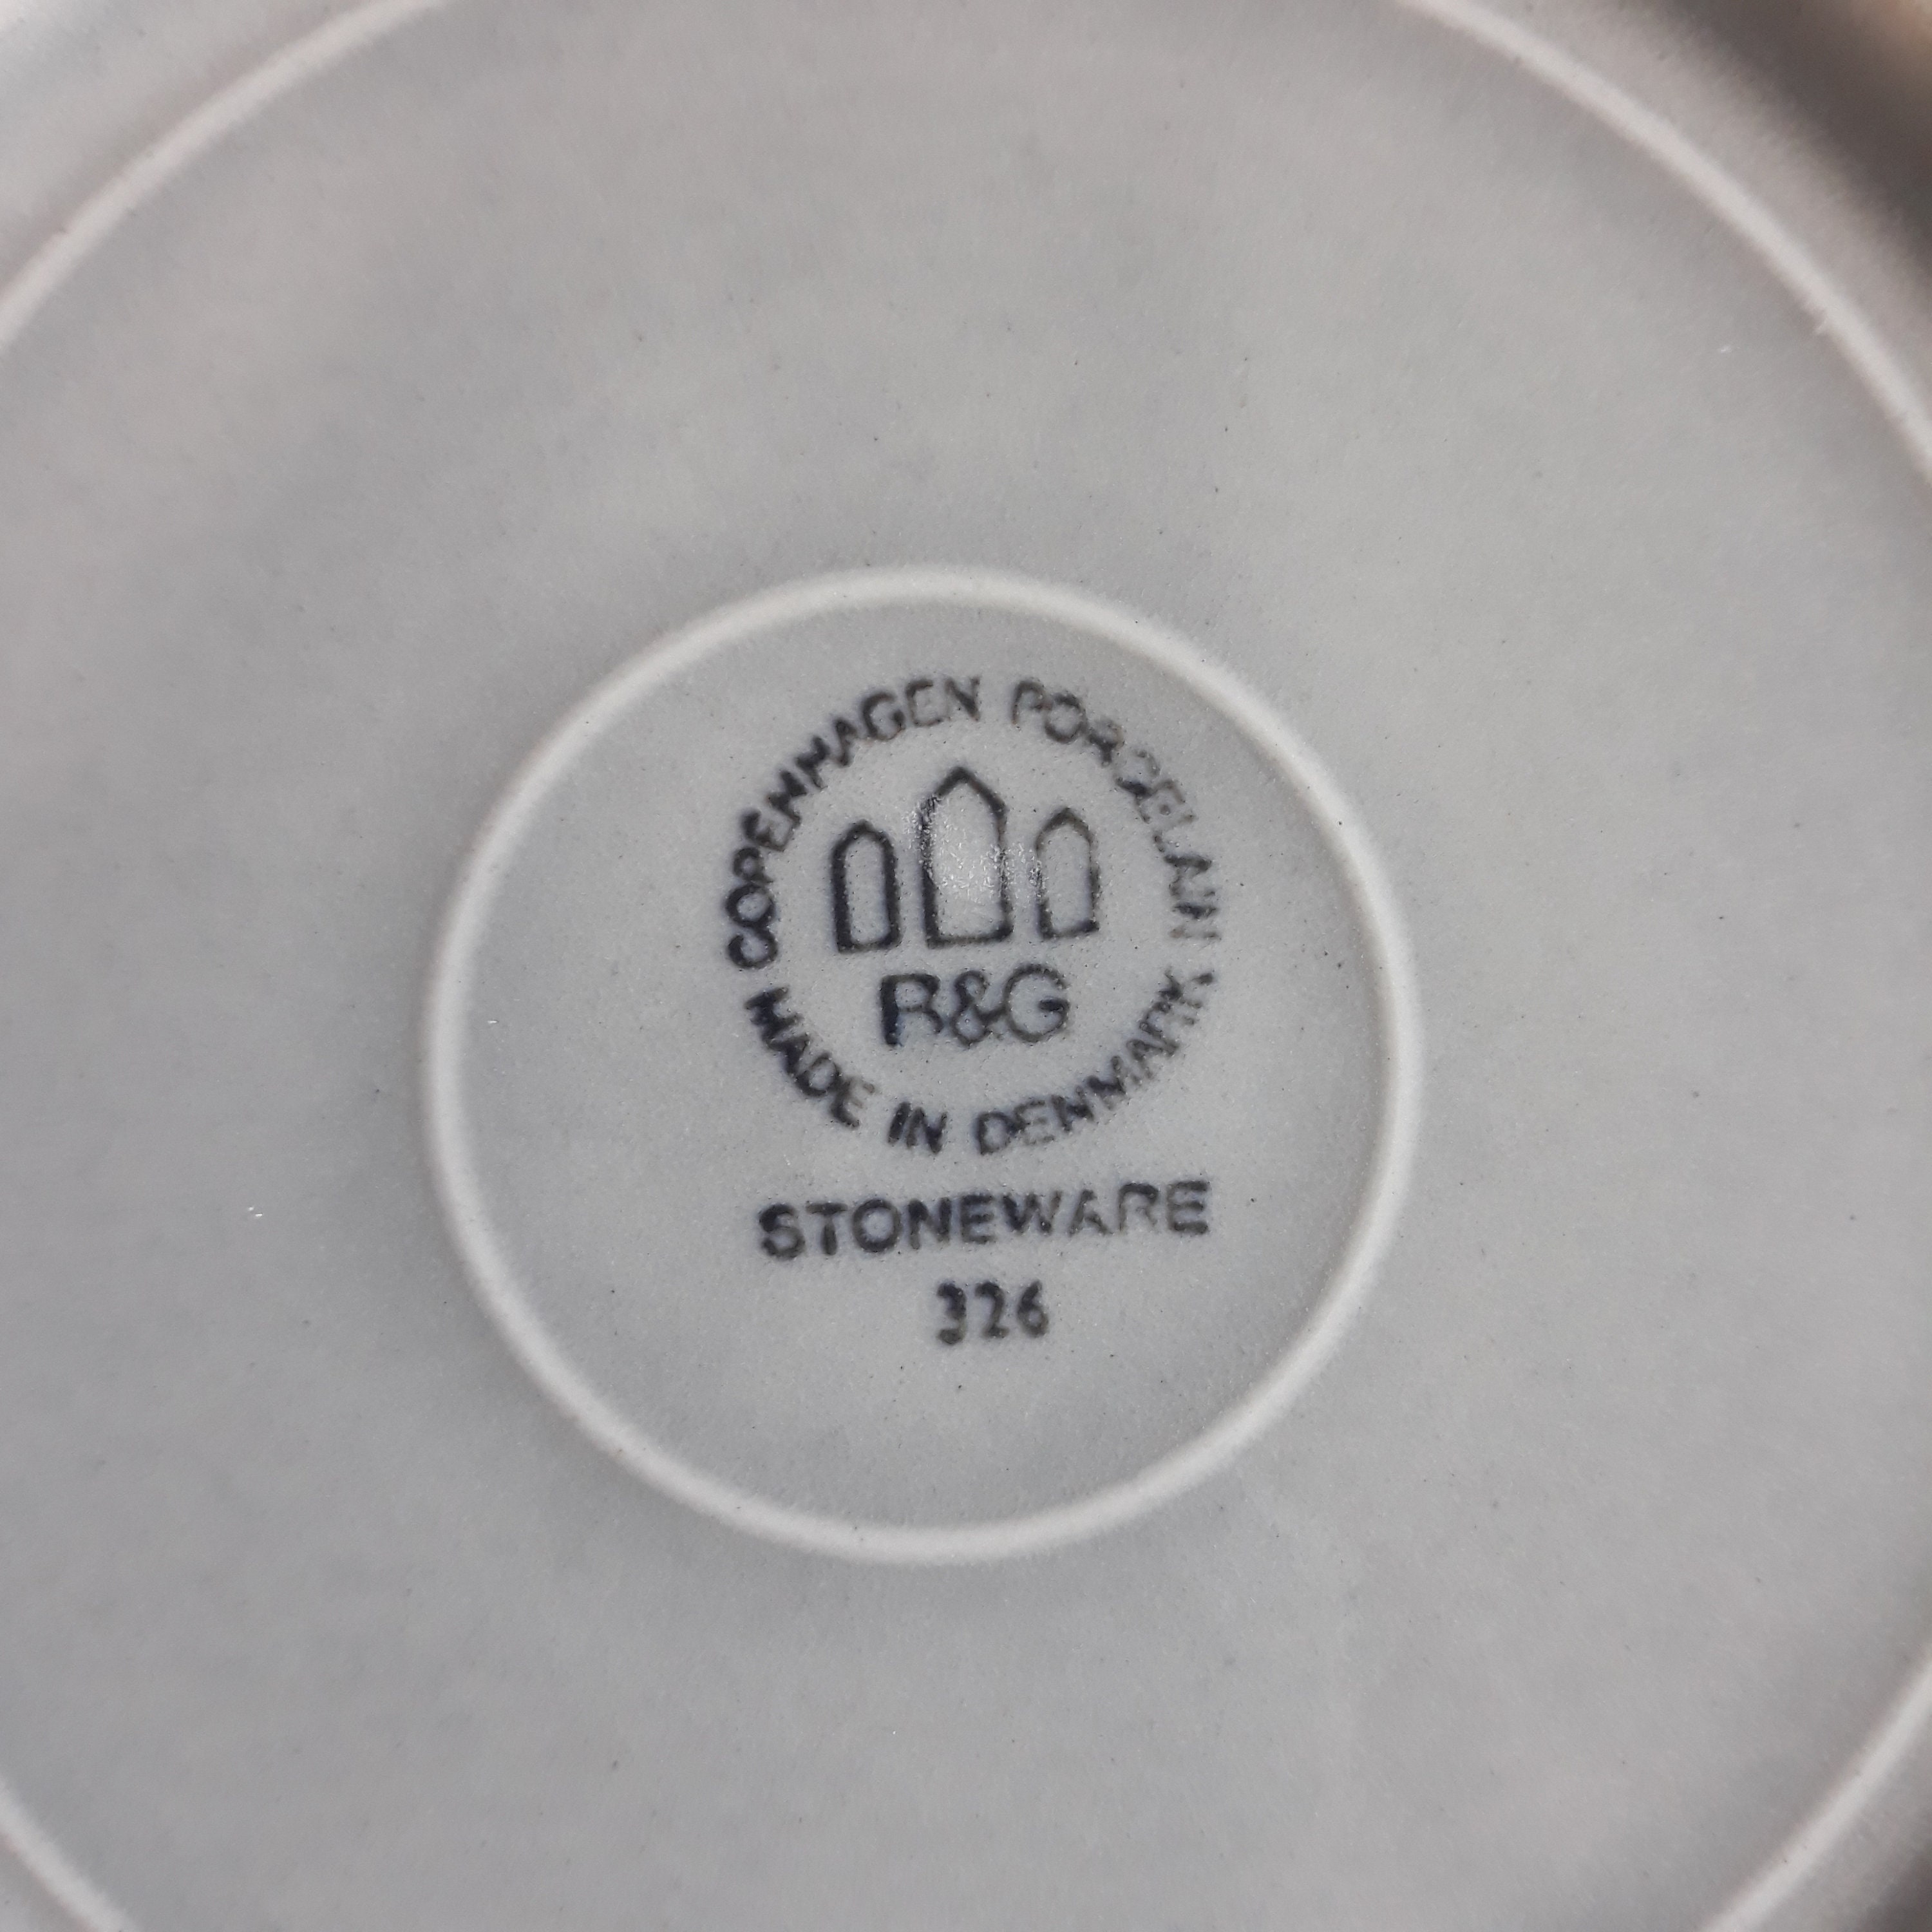 COPENHAGEN PORCELAIN
B&G
MADE IN DENMARK
STONEWARE
326